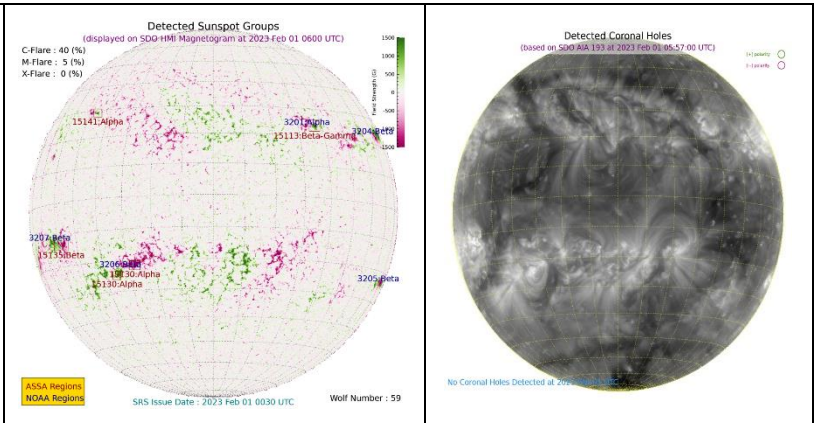 Detected Sunspot Groups
(displayed on SDO HMI Magnetogram at 2023 Feb 01 0600 UTC)
C-Flare : 40 (%)
M-Flare : 5 (%)
X-Flare : 0 (%)
1500
1000
500
0
-500
-1000
-1500
Field Strength (G)
15141:Alpha
3201:Alpha
15113:Beta-Gamma
3204:Beta
3207:Beta
15135:Beta
3206:Beta
15130:Alpha
15130:Alpha
3205:Beta
ASSA Regions
NOAA Regions
SRS Issue Date : 2023 Feb 01 0030 UTC
Wolf Number : 59
Detected Coronal Holes
(based on SDO AIA 193 at 2023 Feb 01 05:57:00 UTC)
[+] polarity
[-] polarity
No Coronal Holes Detected at